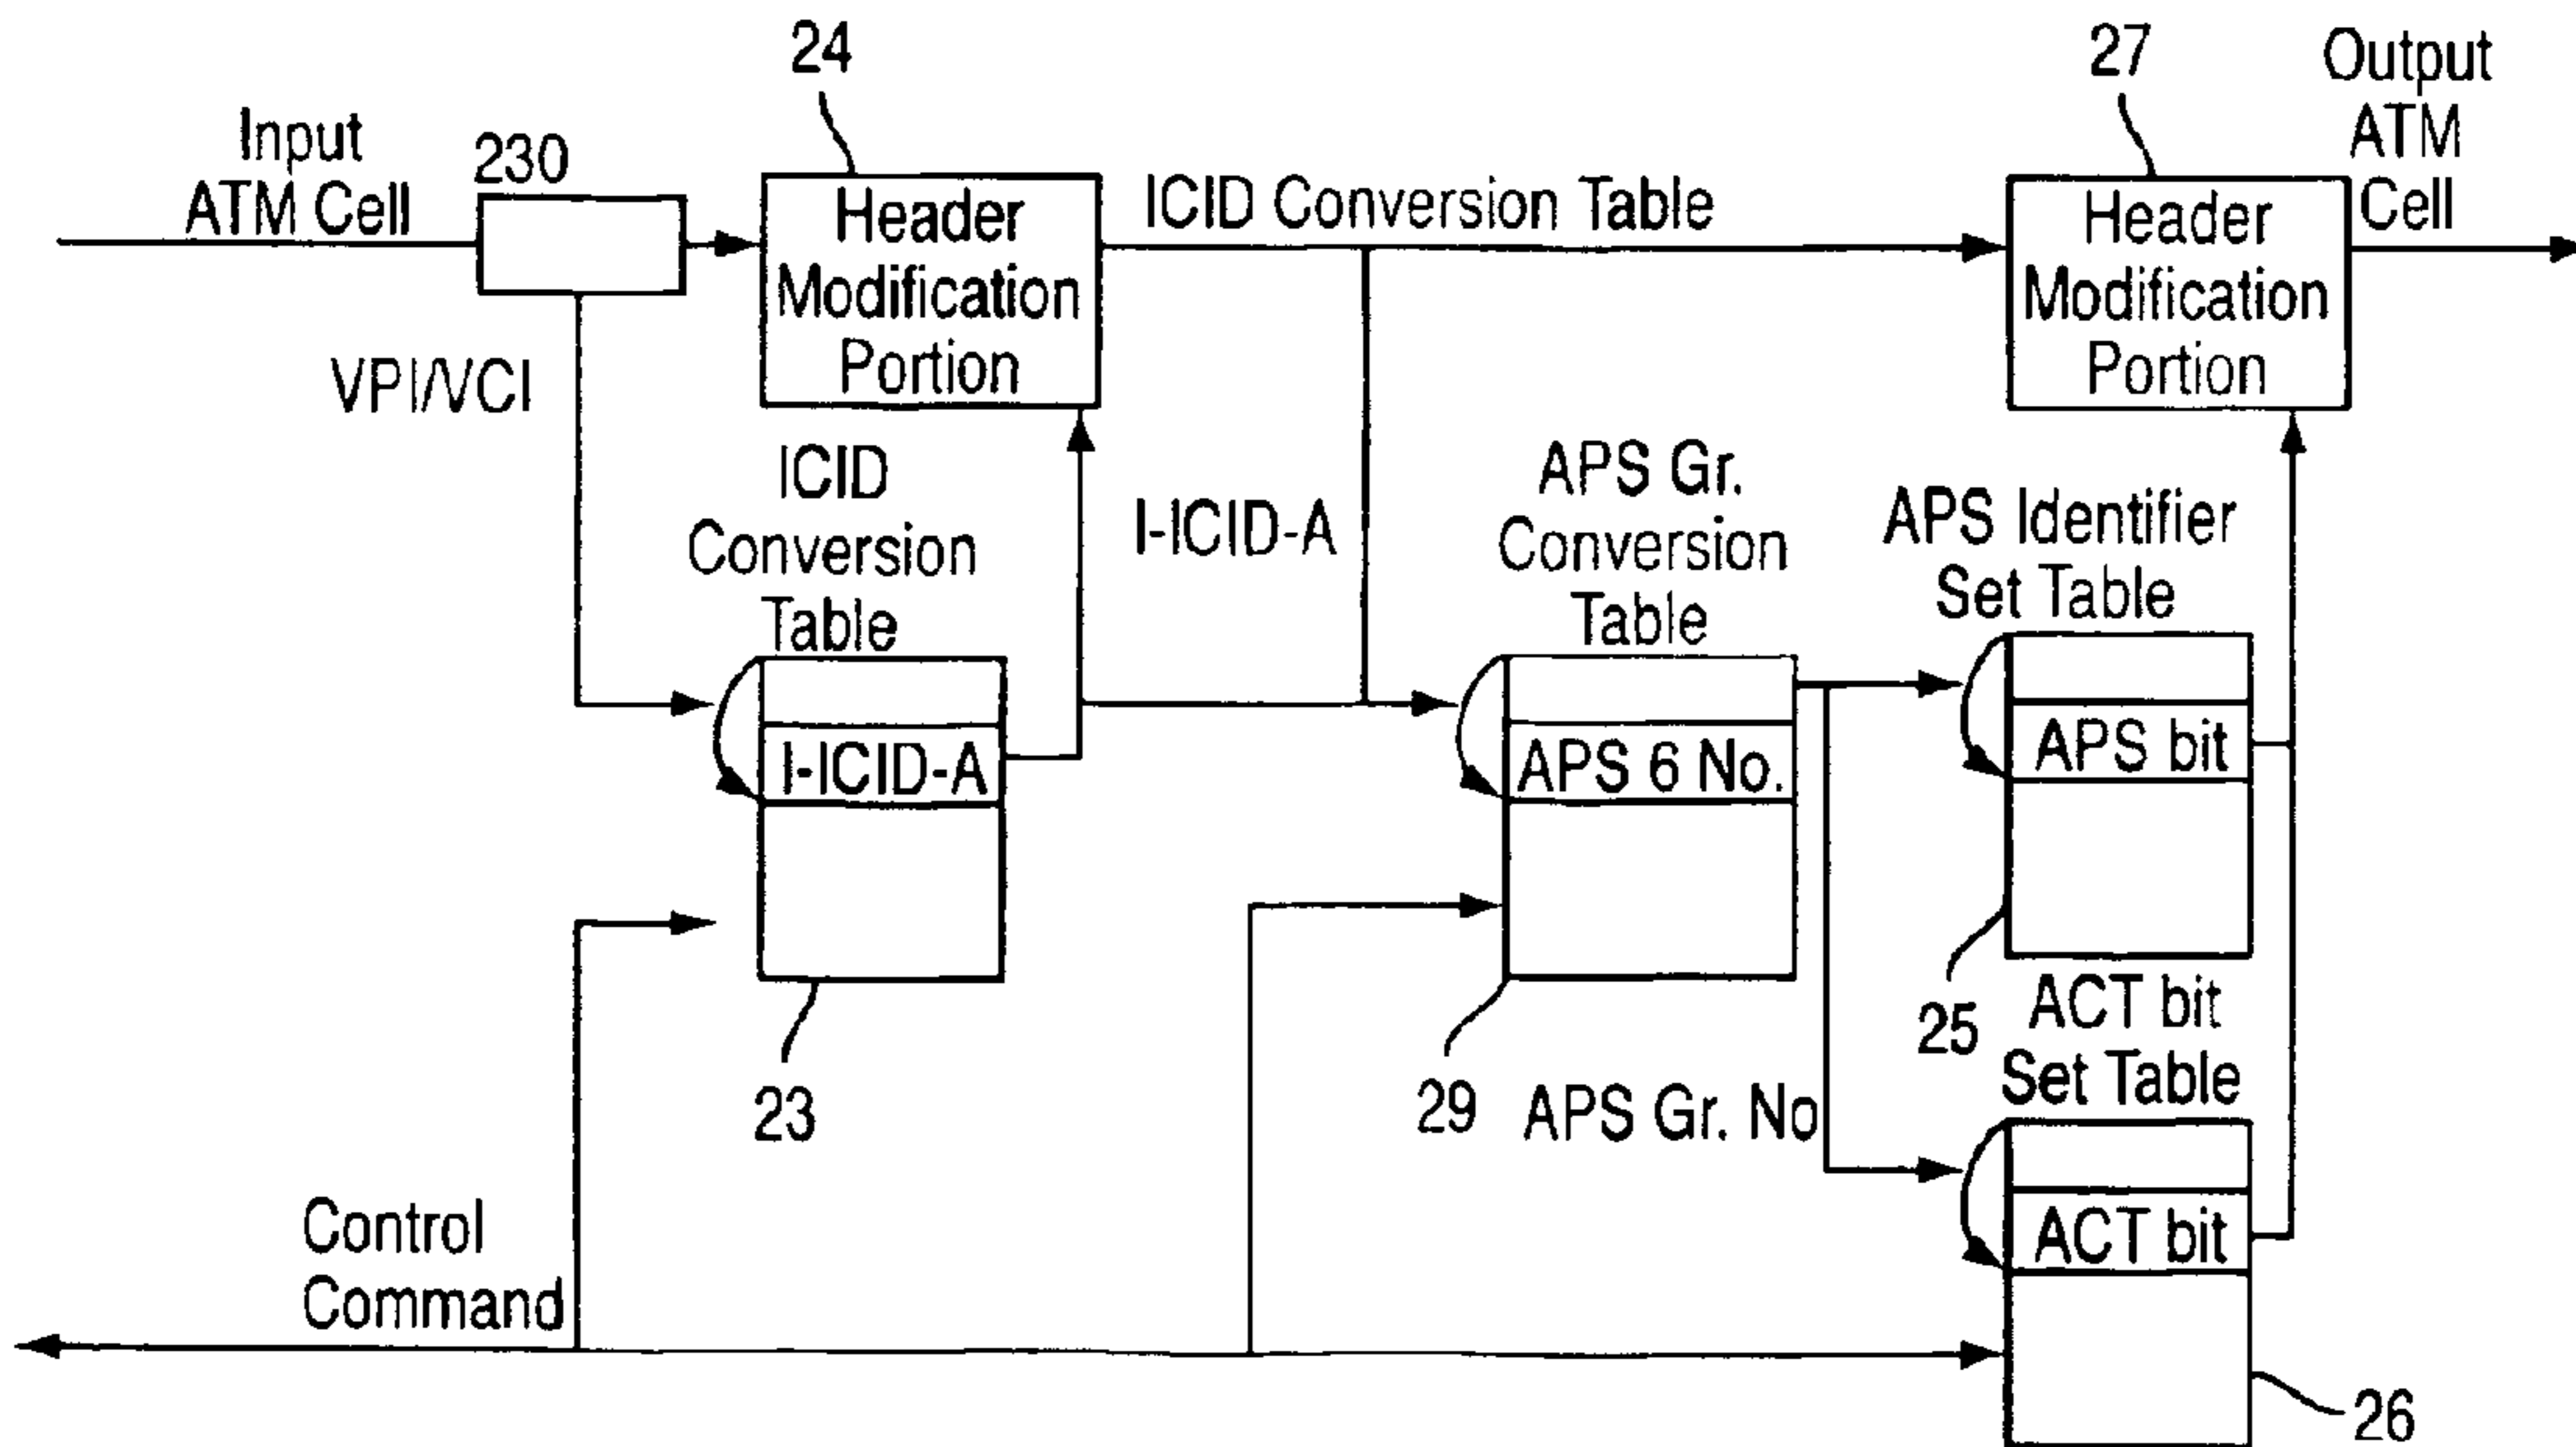 24
27
Output
ATM
Cell
Input
ATM Cell
230
Header
Modification
Portion
ICID Conversion Table
Header
Modification
Portion
VPI/VCI
ICID
Conversion
Table
I-ICID-A
APS Gr.
Conversion
Table
APS Identifier
Set Table
I-ICID-A
APS 6 No.
APS bit
23
29
APS Gr. No
25
ACT bit
Set Table
ACT bit
Control
Command
26